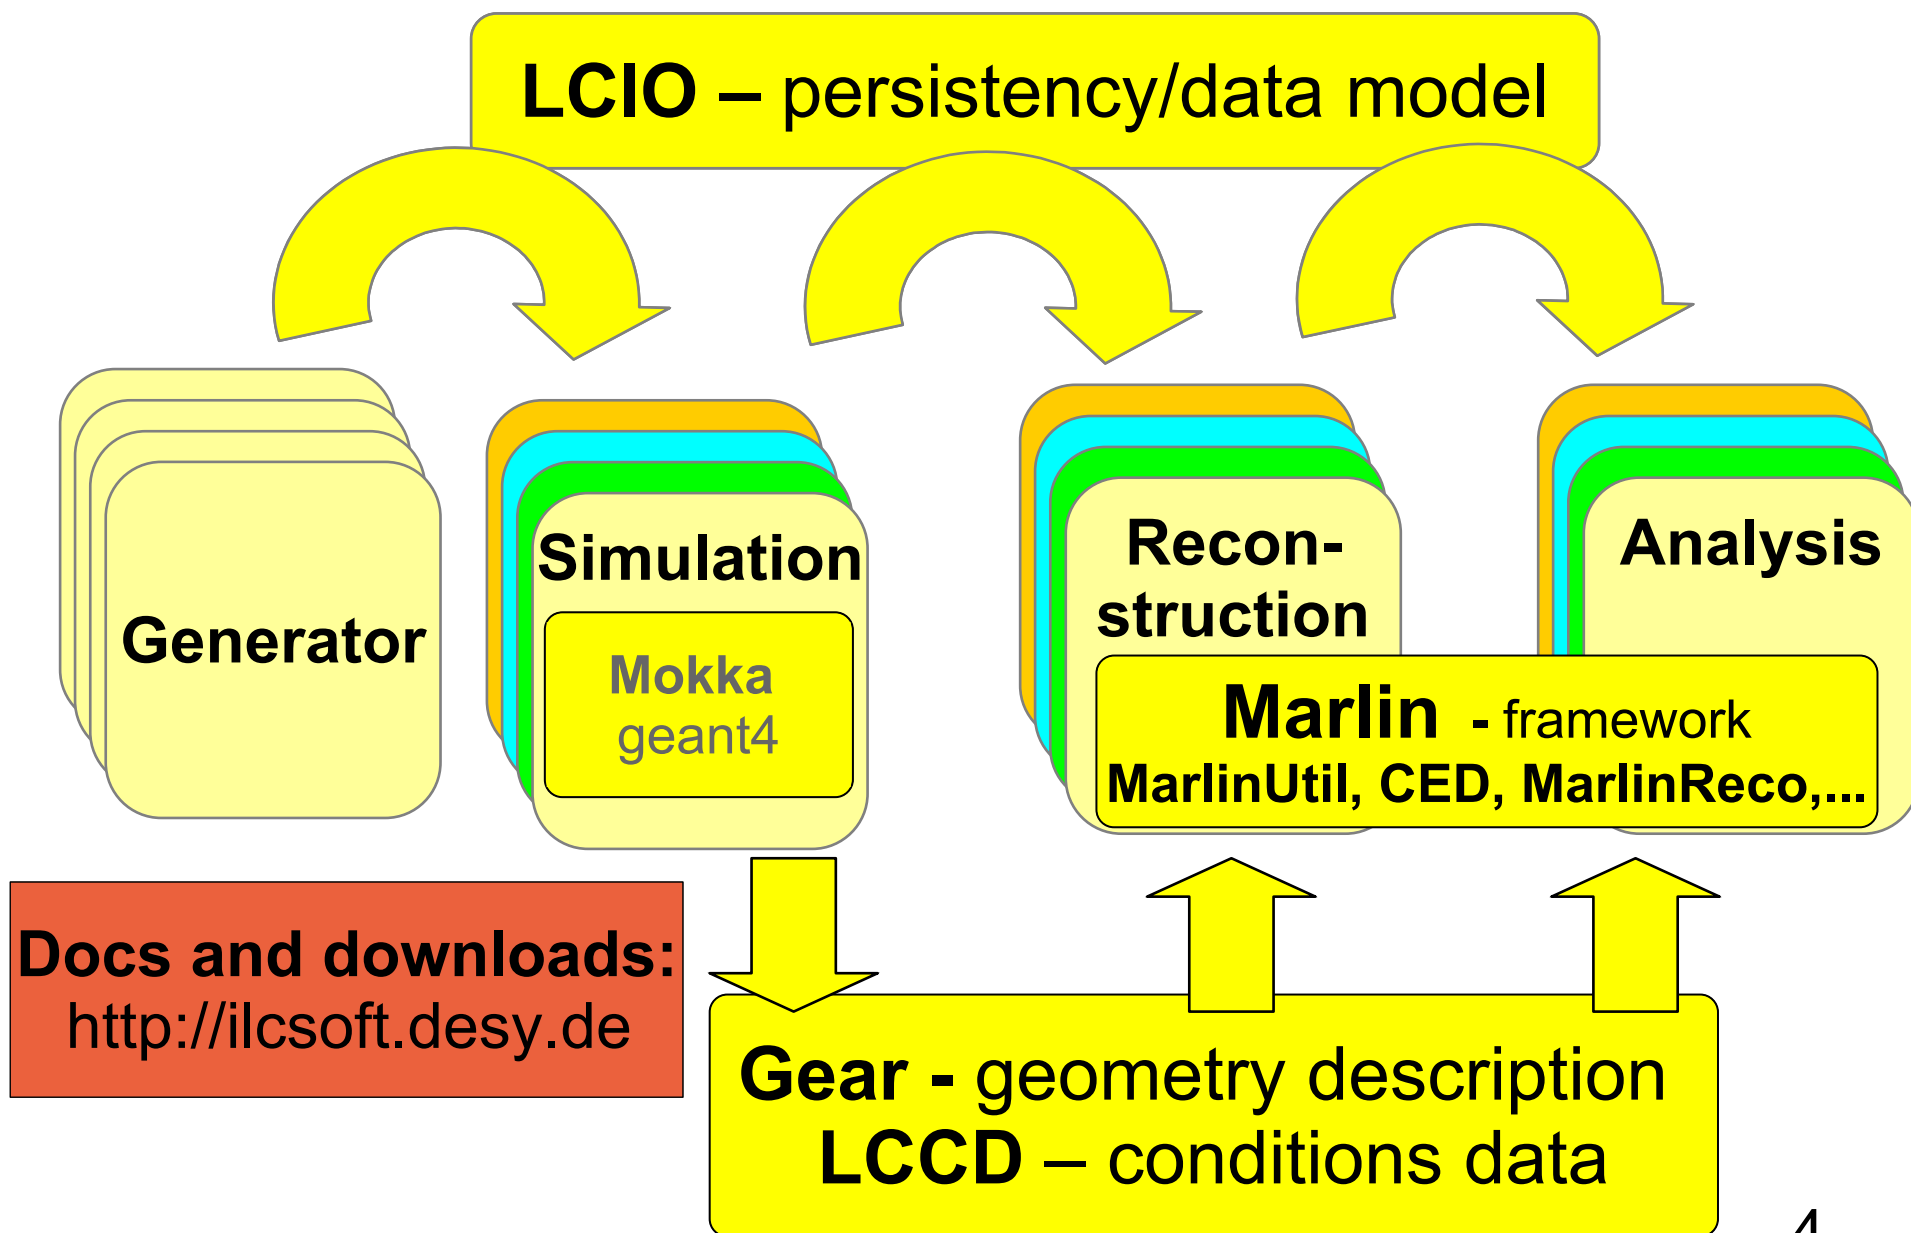 LCIO – persistency/data model
Generator
Simulation
Mokka
geant4
Recon-
struction
Analysis
Marlin - framework
MarlinUtil, CED, MarlinReco,...
Docs and downloads:
http://ilcsoft.desy.de
Gear - geometry description
LCCD – conditions data
4